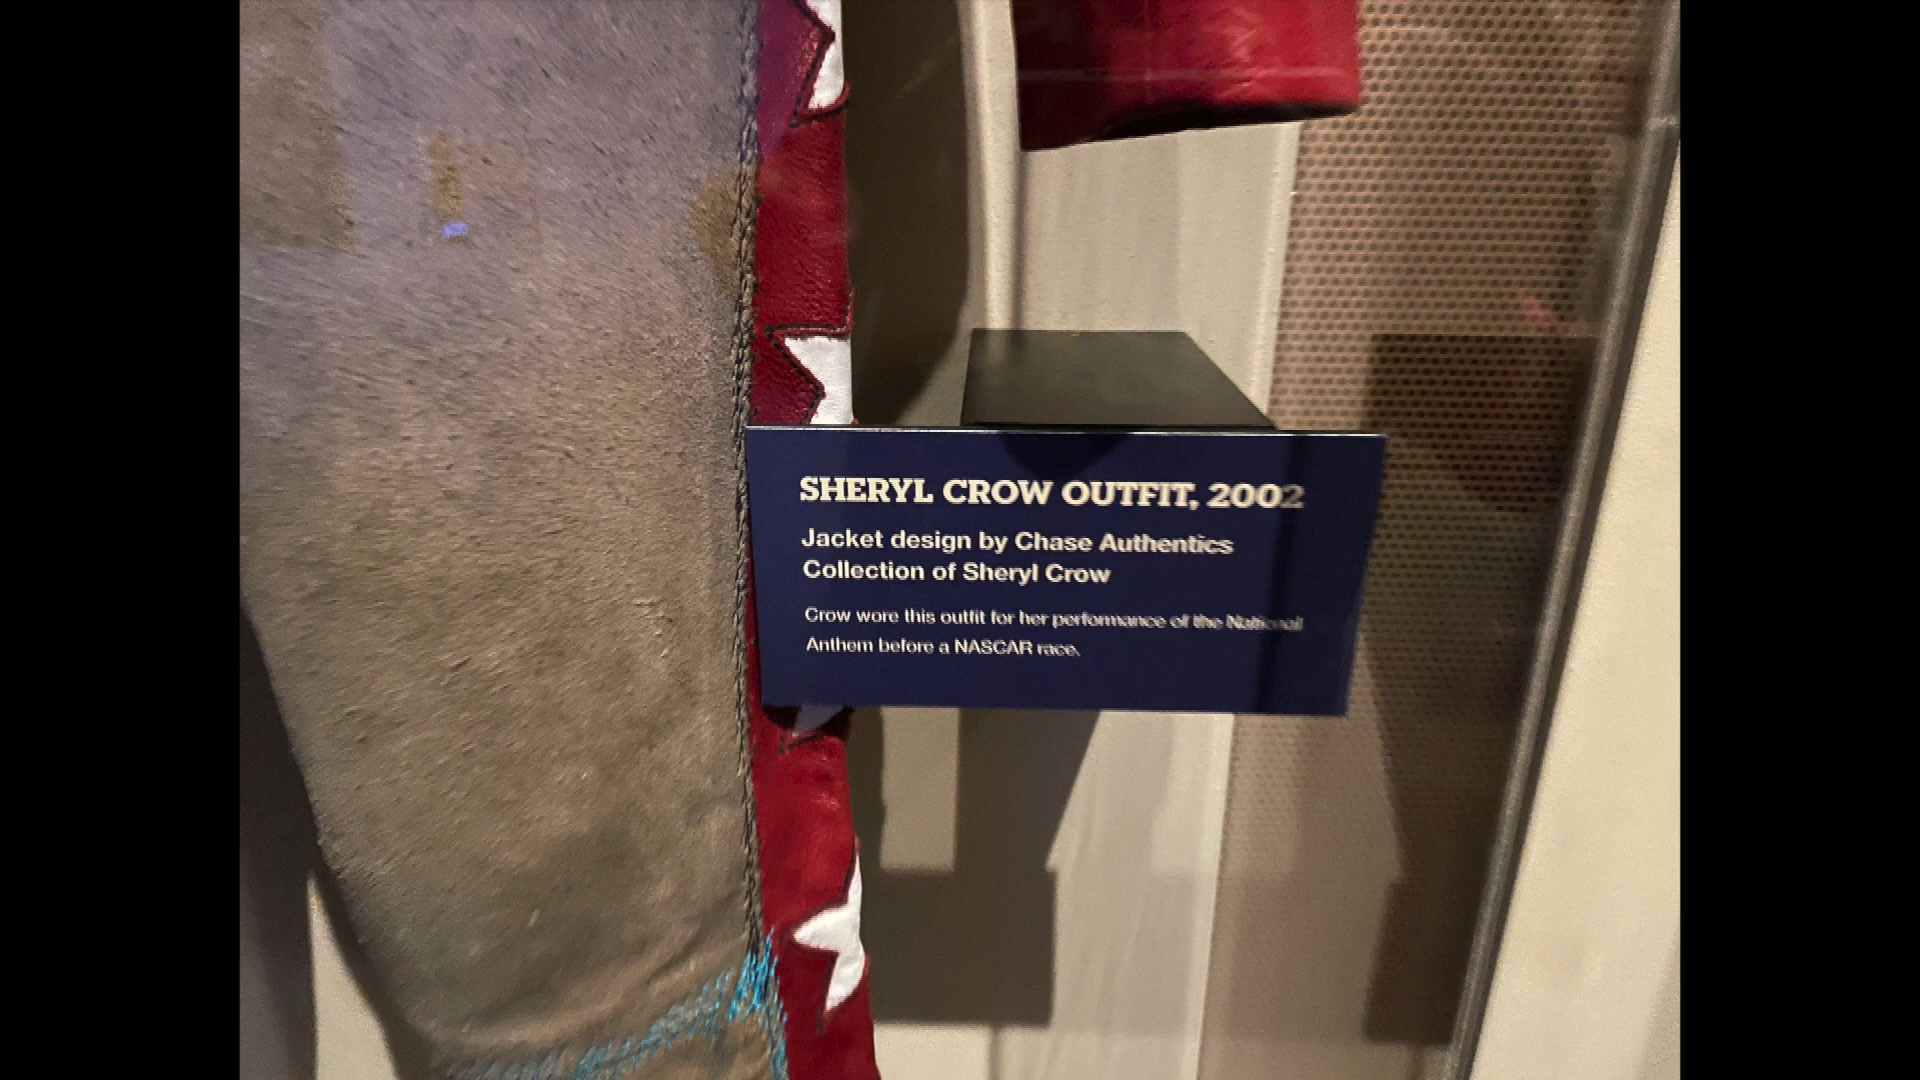 SHERYL CROW OUTFIT, 2002
Jacket design by Chase Authentics
Collection of Sheryl Crow
Crow wore this outfit for her performance of the National
Anthem before a NASCAR race.